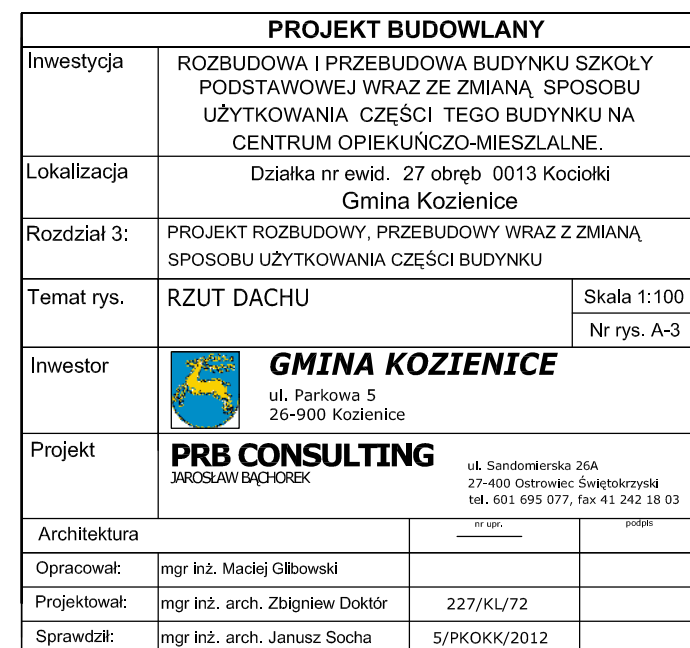 PROJEKT BUDOWLANY
Inwestycja
ROZBUDOWA I PRZEBUDOWA BUDYNKU SZKOŁY
PODSTAWOWEJ WRAZ ZE ZMIANĄ SPOSOBU
UŻYTKOWANIA CZĘŚCI TEGO BUDYNKU NA
CENTRUM OPIEKUŃCZO-MIESZLALNE.
Lokalizacja
Działka nr ewid. 27 obręb 0013 Kociołki
Gmina Kozienice
Rozdział 3:
PROJEKT ROZBUDOWY, PRZEBUDOWY WRAZ Z ZMIANĄ
SPOSOBU UŻYTKOWANIA CZĘŚCI BUDYNKU
Temat rys.
RZUT DACHU
Skala 1:100
Nr rys. A-3
Inwestor
GMINA KOZIENICE
ul. Parkowa 5
26-900 Kozienice
Projekt
PRB CONSULTING
JAROSŁAW BĄCHOREK
ul. Sandomierska 26A
27-400 Ostrowiec Świętokrzyski
tel. 601 695 077, fax 41 242 18 03
Architektura
nr upr.
podpis
Opracował:
mgr inż. Maciej Glibowski
Projektował:
mgr inż. arch. Zbigniew Doktór
227/KL/72
Sprawdził:
mgr inż. arch. Janusz Socha
5/PKOKK/2012